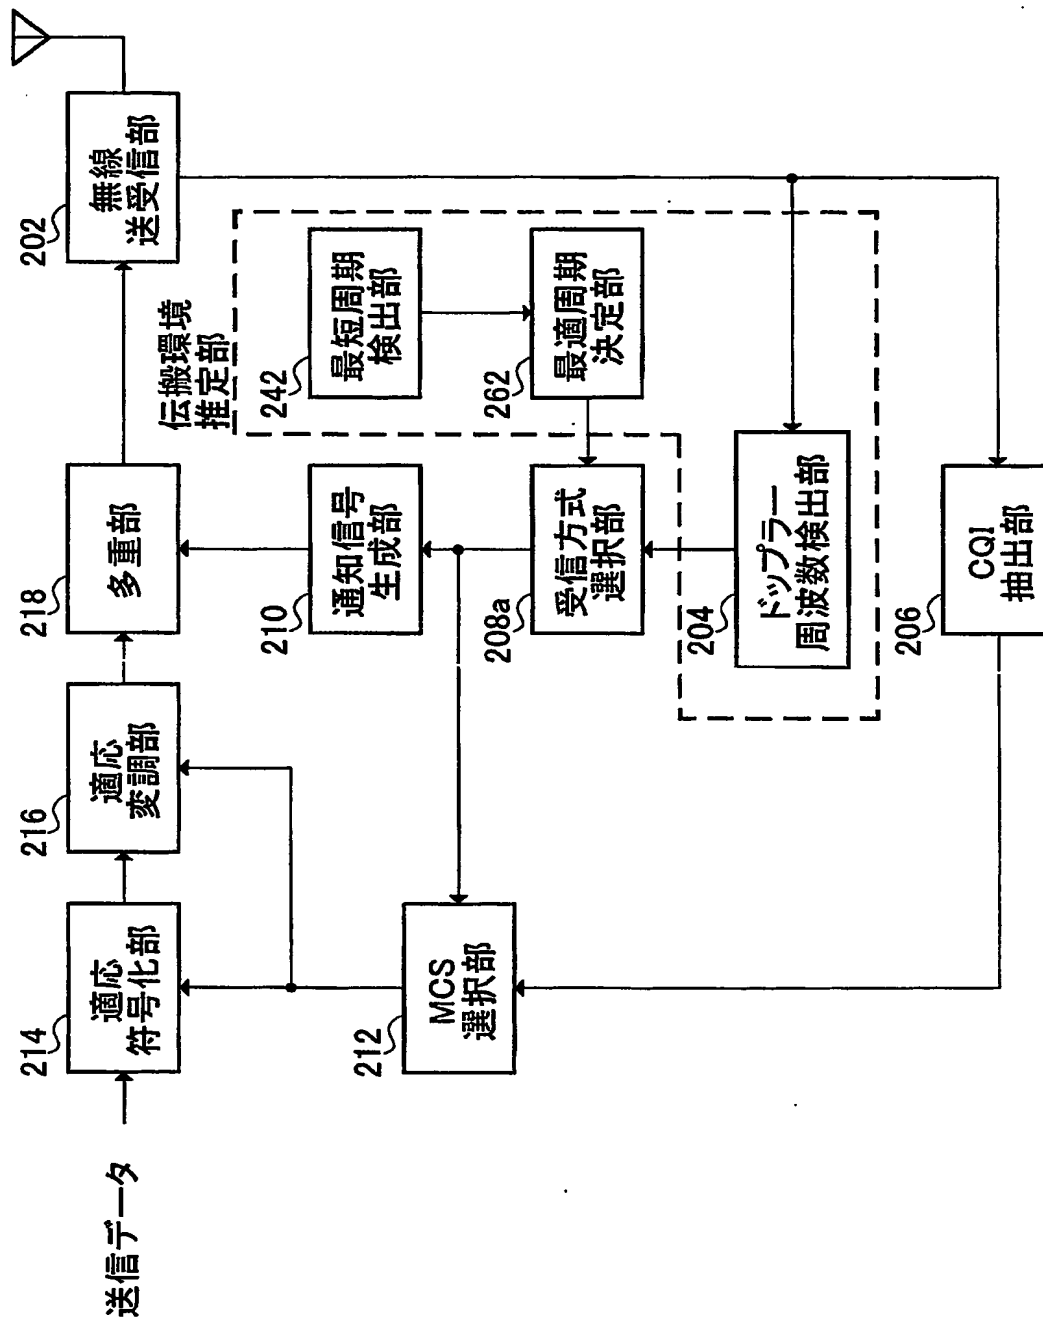 送信データ
214
適応
符号化部
216
適応
変調部
218
多重部
202
無線
送受信部
伝搬環境
推定部
212
MCS
選択部
210
通知信号
生成部
242
最短周期
検出部
208a
受信方式
選択部
262
最適周期
決定部
204
ドップラー
周波数検出部
206
CQI
抽出部